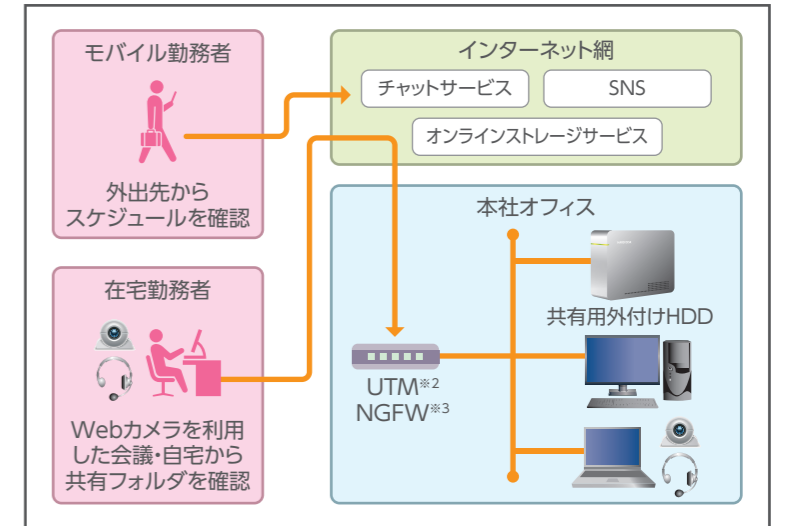 モバイル勤務者
外出先から
スケジュールを確認
インターネット網
チャットサービス
SNS
オンラインストレージサービス
在宅勤務者
Webカメラを利用
した会議・自宅から
共有フォルダを確認
本社オフィス
共有用外付けHDD
UTM※2
NGFW※3